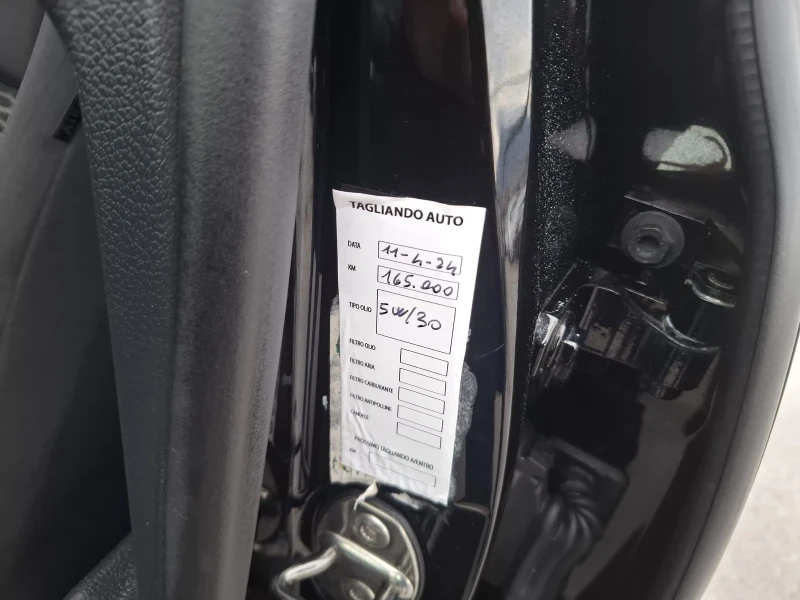 TAGLIANDO AUTO
DATA 11-4-24
KM 165.000
TIPO OLIO 5W/30
FILTRO OLIO
FILTRO ARIA
FILTRO CARBURANTE
FILTRO ANTIPOLLINE
CANDELE
PROSSIMO TAGLIANDO A/ENTRO
KM